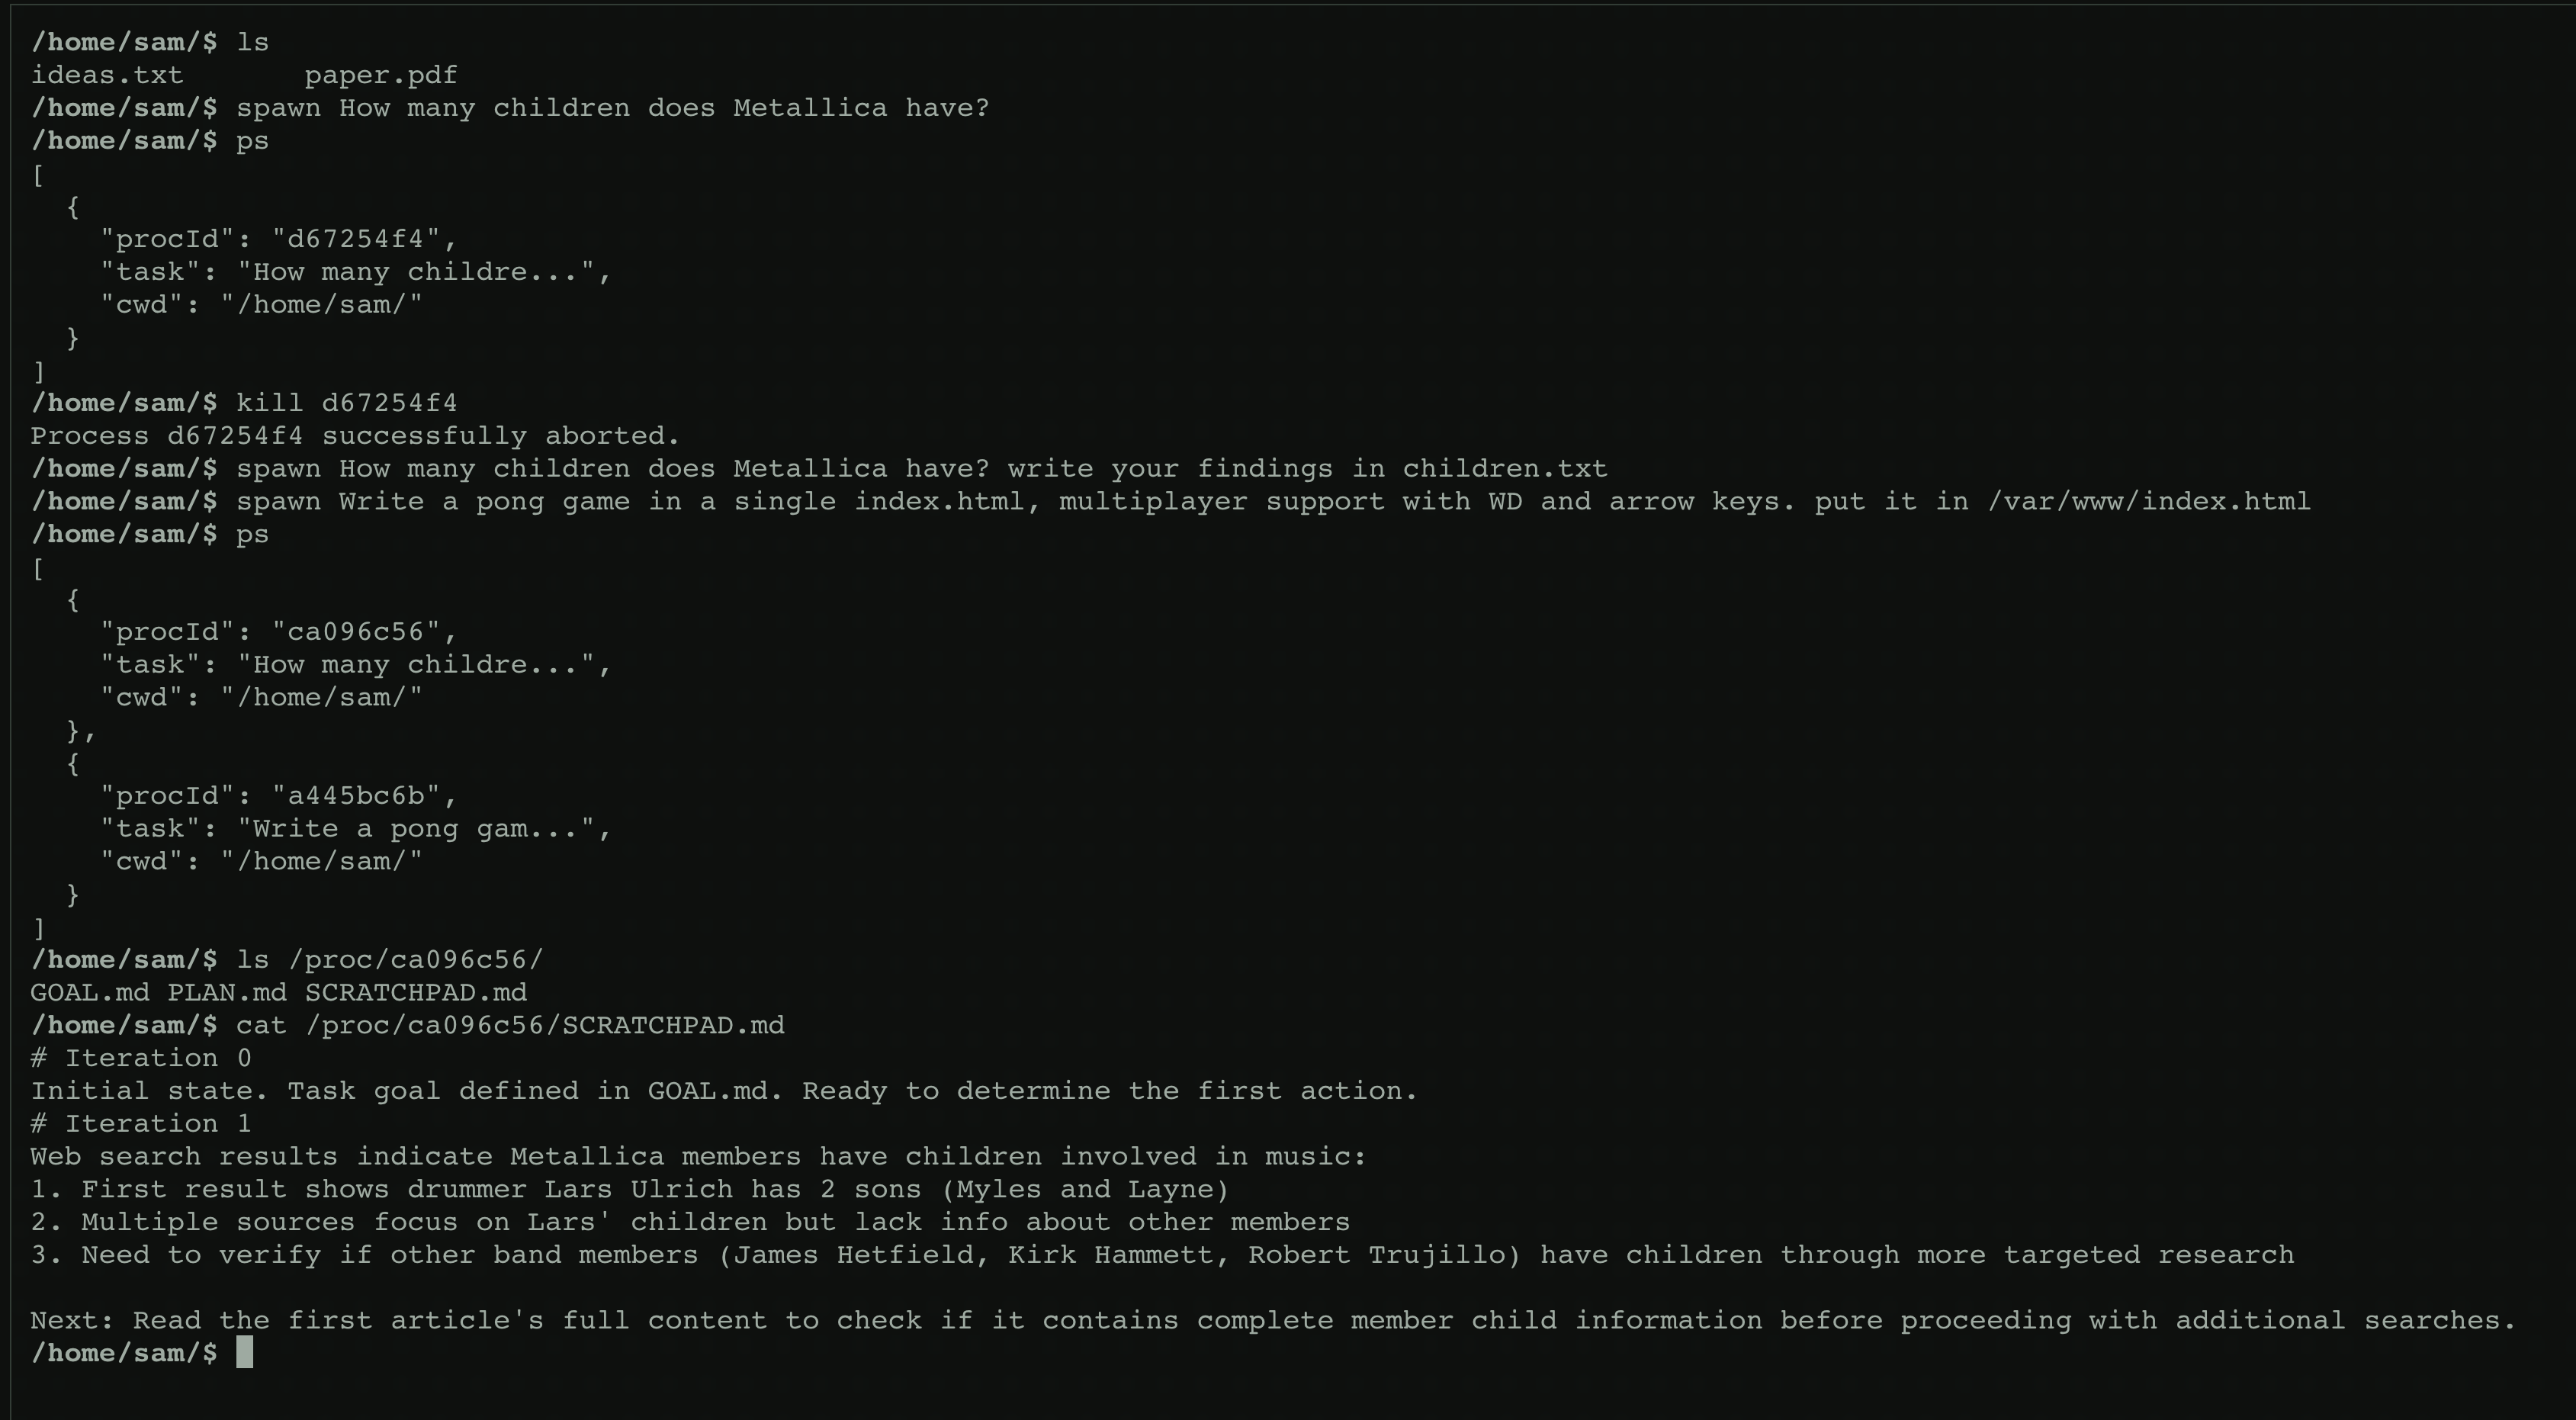 /home/sam/$ ls
ideas.txt       paper.pdf
/home/sam/$ spawn How many children does Metallica have?
/home/sam/$ ps
[
  {
    "procId": "d67254f4",
    "task": "How many childre...",
    "cwd": "/home/sam/"
  }
]
/home/sam/$ kill d67254f4
Process d67254f4 successfully aborted.
/home/sam/$ spawn How many children does Metallica have? write your findings in children.txt
/home/sam/$ spawn Write a pong game in a single index.html, multiplayer support with WD and arrow keys. put it in /var/www/index.html
/home/sam/$ ps
[
  {
    "procId": "ca096c56",
    "task": "How many childre...",
    "cwd": "/home/sam/"
  },
  {
    "procId": "a445bc6b",
    "task": "Write a pong gam...",
    "cwd": "/home/sam/"
  }
]
/home/sam/$ ls /proc/ca096c56/
GOAL.md PLAN.md SCRATCHPAD.md
/home/sam/$ cat /proc/ca096c56/SCRATCHPAD.md
# Iteration 0
Initial state. Task goal defined in GOAL.md. Ready to determine the first action.
# Iteration 1
Web search results indicate Metallica members have children involved in music:
1. First result shows drummer Lars Ulrich has 2 sons (Myles and Layne)
2. Multiple sources focus on Lars' children but lack info about other members
3. Need to verify if other band members (James Hetfield, Kirk Hammett, Robert Trujillo) have children through more targeted research

Next: Read the first article's full content to check if it contains complete member child information before proceeding with additional searches.
/home/sam/$